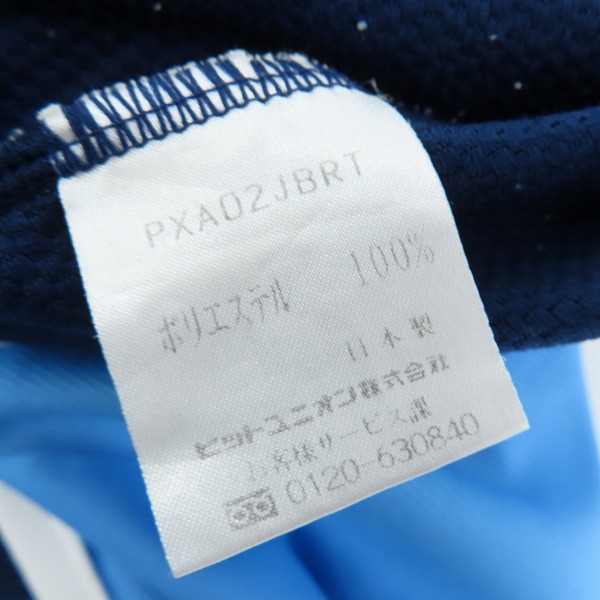 PXA02JBRT
ポリエステル 100%
日本製
ヒットユニオン株式会社
お客様サービス課
0120-630840